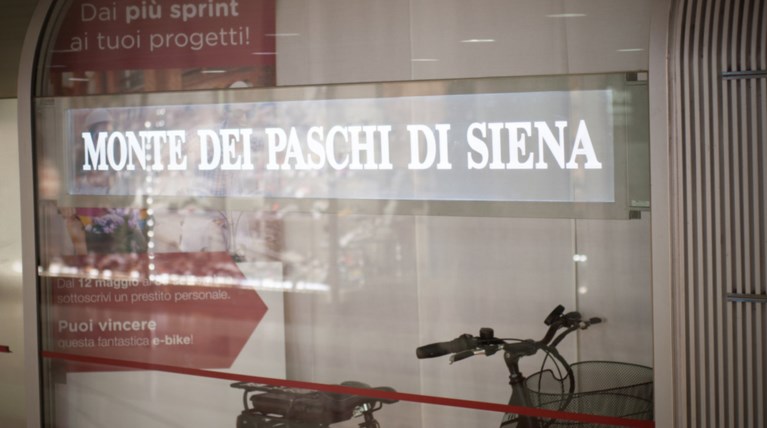 Dai più sprint
ai tuoi progetti!
MONTE DEI PASCHI DI SIENA
Dal 12 maggio
sottoscrivi un prestito personale.
Puoi vincere
questa fantastica e-bike!